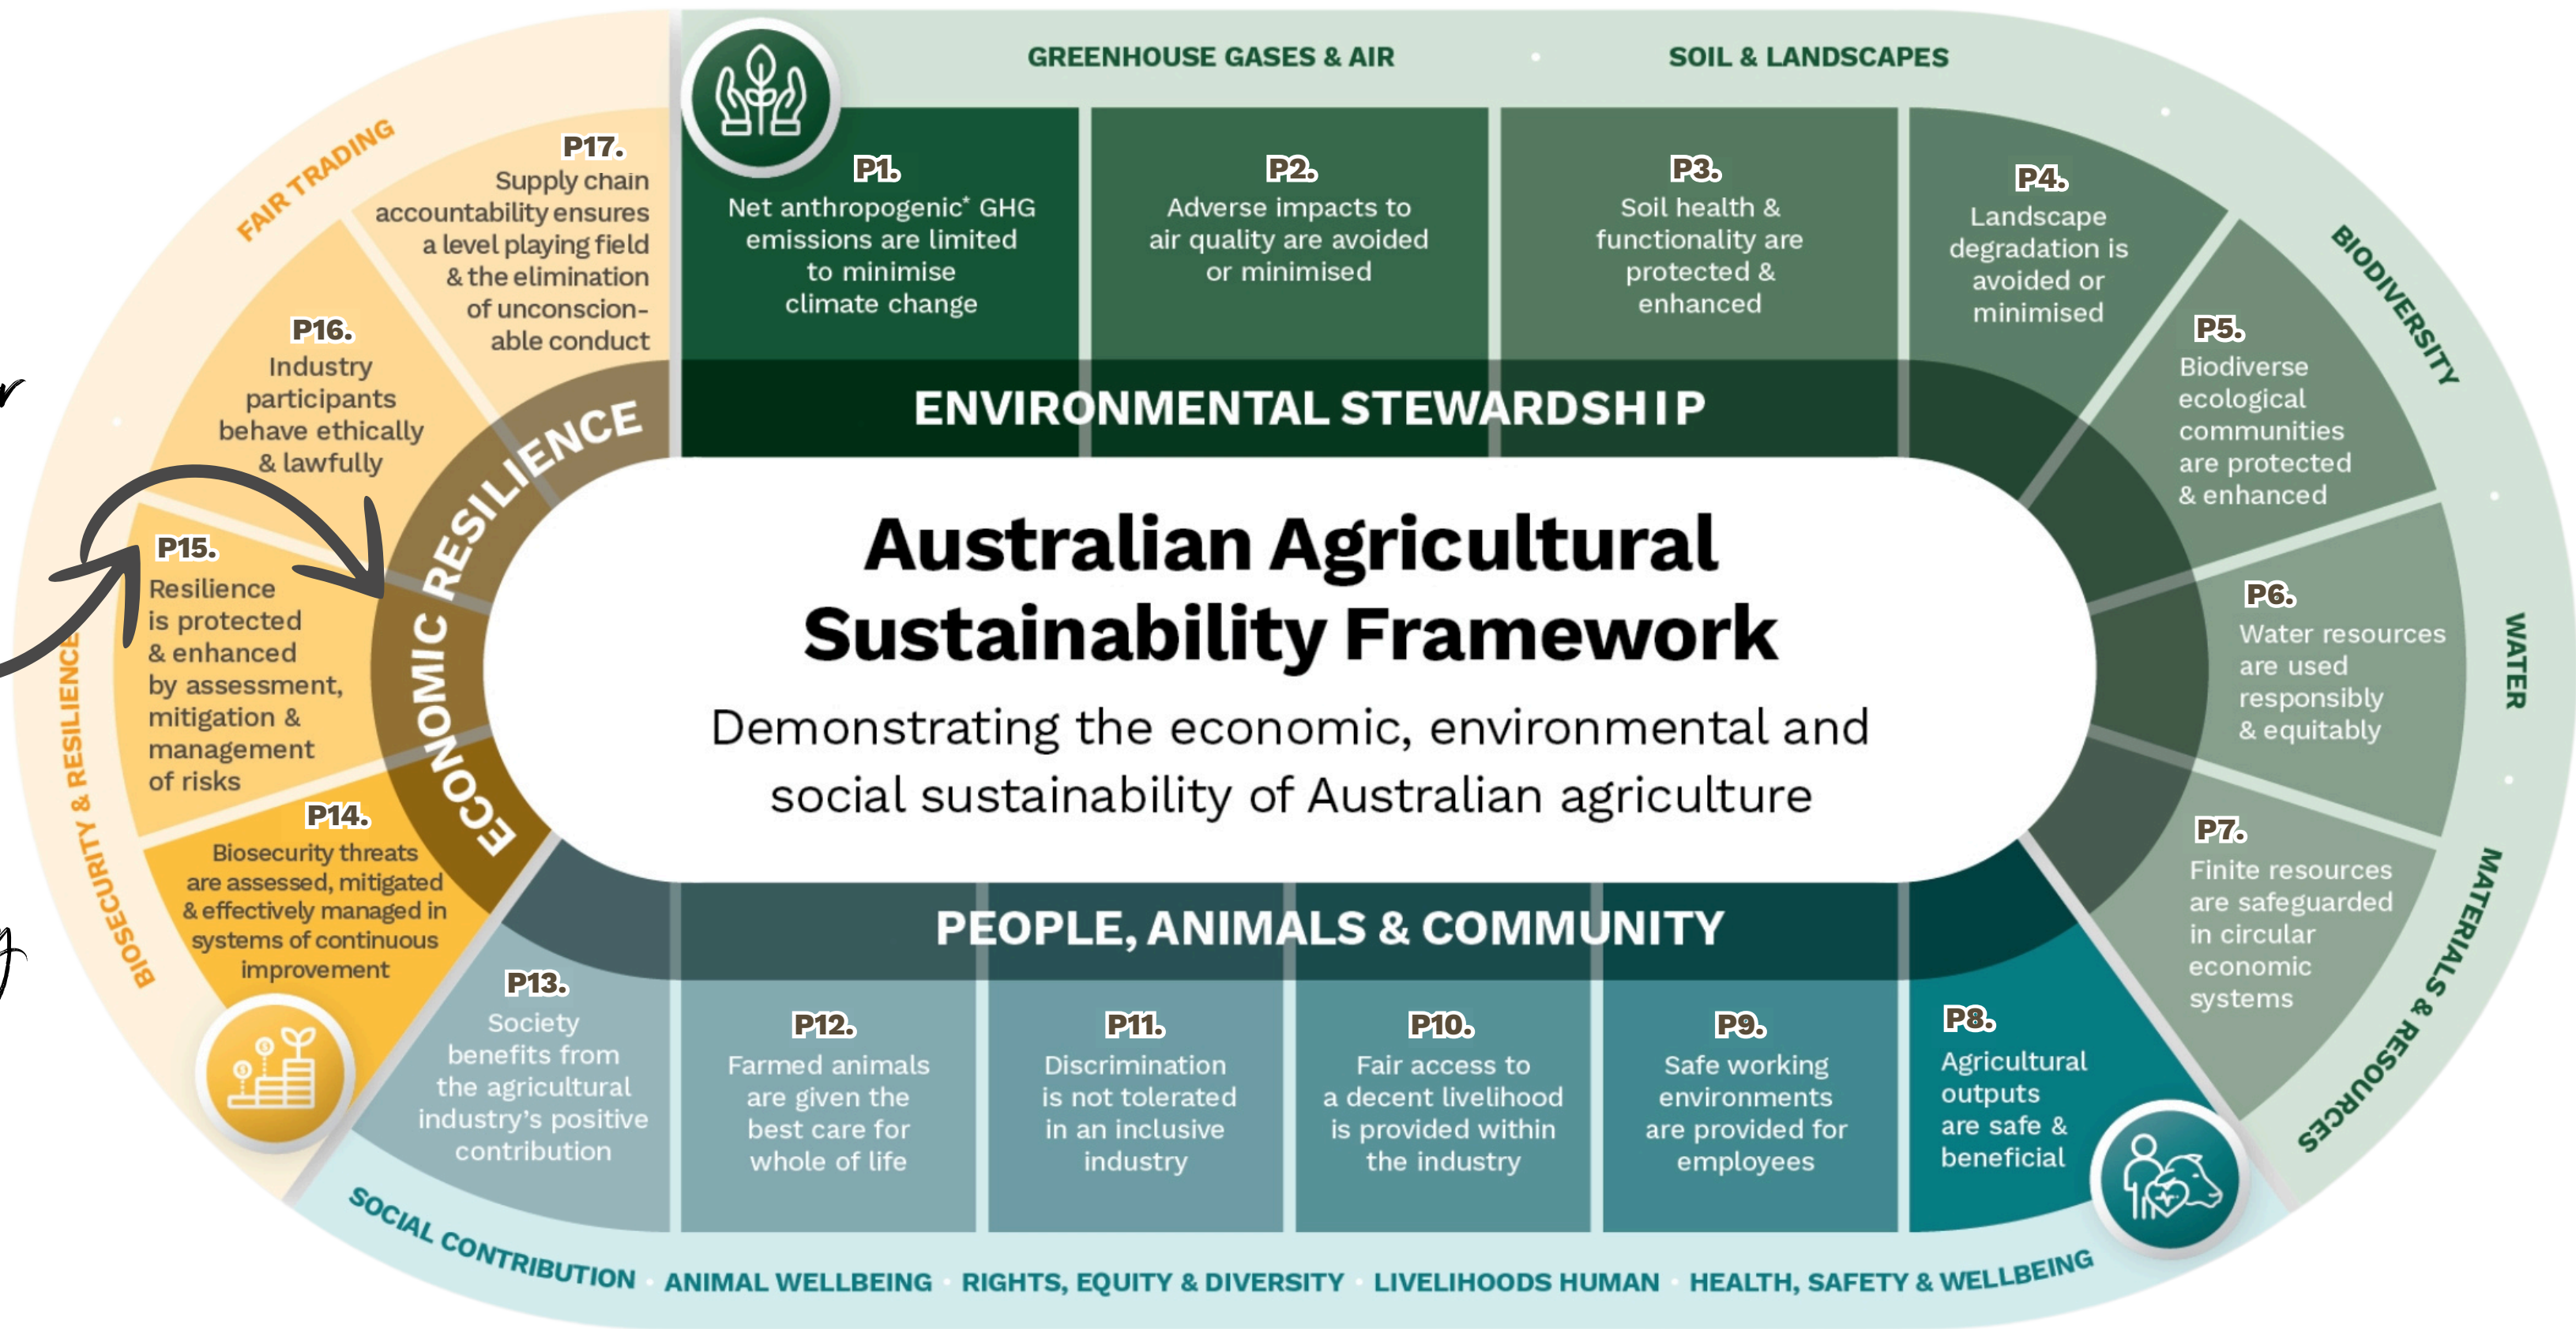 GREENHOUSE GASES & AIR
SOIL & LANDSCAPES
BIODIVERSITY
WATER
MATERIALS & RESOURCES
P1.
Net anthropogenic* GHG
emissions are limited
to minimise
climate change
P2.
Adverse impacts to
air quality are avoided
or minimised
P3.
Soil health &
functionality are
protected &
enhanced
P4.
Landscape
degradation is
avoided or
minimised
P5.
Biodiverse
ecological
communities
are protected
& enhanced
P6.
Water resources
are used
responsibly
& equitably
P7.
Finite resources
are safeguarded
in circular
economic
systems
ENVIRONMENTAL STEWARDSHIP
Australian Agricultural
Sustainability Framework
Demonstrating the economic, environmental and
social sustainability of Australian agriculture
PEOPLE, ANIMALS & COMMUNITY
P8.
Agricultural
outputs
are safe &
beneficial
P9.
Safe working
environments
are provided for
employees
P10.
Fair access to
a decent livelihood
is provided within
the industry
P11.
Discrimination
is not tolerated
in an inclusive
industry
P12.
Farmed animals
are given the
best care for
whole of life
P13.
Society
benefits from
the agricultural
industry's positive
contribution
SOCIAL CONTRIBUTION
ANIMAL WELLBEING
RIGHTS, EQUITY & DIVERSITY
LIVELIHOODS HUMAN
HEALTH, SAFETY & WELLBEING
ECONOMIC RESILIENCE
P14.
Biosecurity threats
are assessed, mitigated
& effectively managed in
systems of continuous
improvement
P15.
Resilience
is protected
& enhanced
by assessment,
mitigation &
management
of risks
P16.
Industry
participants
behave ethically
& lawfully
P17.
Supply chain
accountability ensures
a level playing field
& the elimination
of unconscion-
able conduct
BIOSECURITY & RESILIENCE
FAIR TRADING